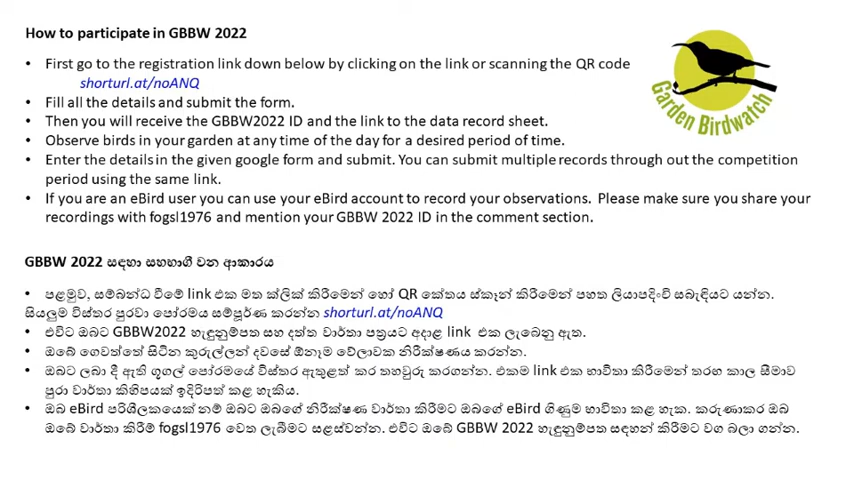 How to participate in GBBW 2022
• First go to the registration link down below by clicking on the link or scanning the QR code
shorturl.at/noANQ
• Fill all the details and submit the form.
• Then you will receive the GBBW2022 ID and the link to the data record sheet.
• Observe birds in your garden at any time of the day for a desired period of time.
• Enter the details in the given google form and submit. You can submit multiple records through out the competition
period using the same link.
• If you are an eBird user you can use your eBird account to record your observations. Please make sure you share your
recordings with fogsl1976 and mention your GBBW 2022 ID in the comment section.
Garden Birdwatch
GBBW 2022 සඳහා සහභාගී වන ආකාරය
• පළමුව, සම්බන්ධ වීමේ link එක මත ක්ලික් කිරීමෙන් හෝ QR කේතය ස්කෑන් කිරීමෙන් පහත ලියාපදිංචි සබැඳියට යන්න.
සියලුම විස්තර පුරවා පෝරමය සම්පූර්ණ කරන්න shorturl.at/noANQ
• එවිට ඔබට GBBW2022 හැඳුනුම්පත සහ දත්ත වාර්තා පත්‍රයට අදාළ link එක ලැබෙනු ඇත.
• ඔබේ ගෙවත්තේ සිටින කුරුල්ලන් දවසේ ඕනෑම වේලාවක නිරීක්ෂණය කරන්න.
• ඔබට ලබා දී ඇති ගූගල් පෝරමයේ විස්තර ඇතුළත් කර තහවුරු කරගන්න. එකම link එක භාවිතා කිරීමෙන් තරඟ කාල සීමාව
පුරා වාර්තා කිහිපයක් ඉදිරිපත් කළ හැකිය.
• ඔබ eBird පරිශීලකයෙක් නම් ඔබට ඔබගේ නිරීක්ෂණ වාර්තා කිරීමට ඔබගේ eBird ගිණුම භාවිතා කළ හැක. කරුණාකර ඔබ
ඔබේ වාර්තා කිරීම් fogsl1976 වෙත ලැබීමට සළස්වන්න. එවිට ඔබේ GBBW 2022 හැඳුනුම්පත සඳහන් කිරීමට වග බලා ගන්න.